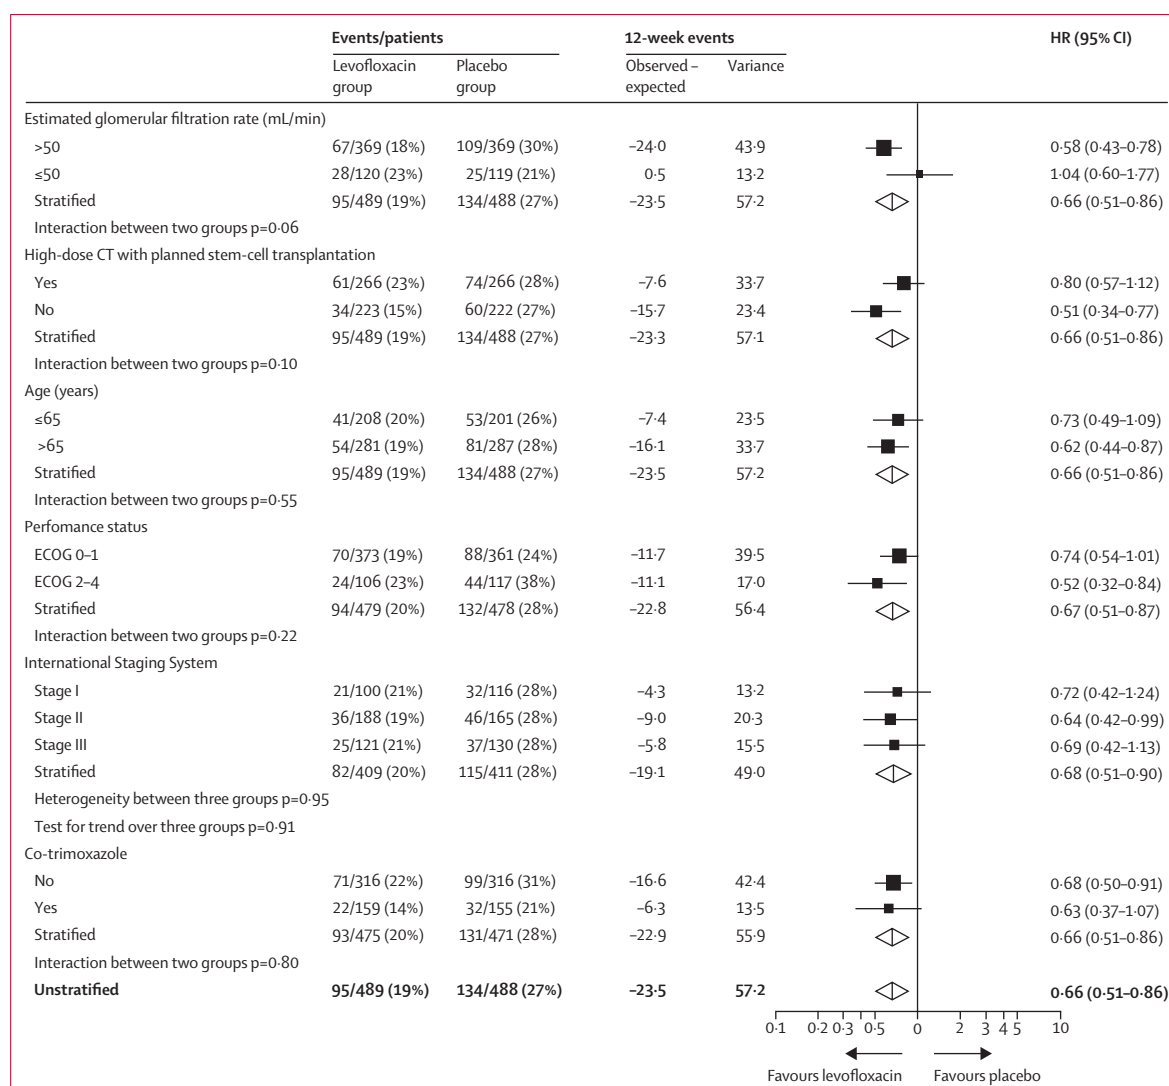 Events/patients 12-week events HR (95% CI)
Levofloxacin group Placebo group Observed – expected Variance
Estimated glomerular filtration rate (mL/min)
>50 67/369 (18%) 109/369 (30%) –24·0 43·9 0·58 (0·43–0·78)
≤50 28/120 (23%) 25/119 (21%) 0·5 13·2 1·04 (0·60–1·77)
Stratified 95/489 (19%) 134/488 (27%) –23·5 57·2 0·66 (0·51–0·86)
Interaction between two groups p=0·06
High-dose CT with planned stem-cell transplantation
Yes 61/266 (23%) 74/266 (28%) –7·6 33·7 0·80 (0·57–1·12)
No 34/223 (15%) 60/222 (27%) –15·7 23·4 0·51 (0·34–0·77)
Stratified 95/489 (19%) 134/488 (27%) –23·3 57·1 0·66 (0·51–0·86)
Interaction between two groups p=0·10
Age (years)
≤65 41/208 (20%) 53/201 (26%) –7·4 23·5 0·73 (0·49–1·09)
>65 54/281 (19%) 81/287 (28%) –16·1 33·7 0·62 (0·44–0·87)
Stratified 95/489 (19%) 134/488 (27%) –23·5 57·2 0·66 (0·51–0·86)
Interaction between two groups p=0·55
Perfomance status
ECOG 0–1 70/373 (19%) 88/361 (24%) –11·7 39·5 0·74 (0·54–1·01)
ECOG 2–4 24/106 (23%) 44/117 (38%) –11·1 17·0 0·52 (0·32–0·84)
Stratified 94/479 (20%) 132/478 (28%) –22·8 56·4 0·67 (0·51–0·87)
Interaction between two groups p=0·22
International Staging System
Stage I 21/100 (21%) 32/116 (28%) –4·3 13·2 0·72 (0·42–1·24)
Stage II 36/188 (19%) 46/165 (28%) –9·0 20·3 0·64 (0·42–0·99)
Stage III 25/121 (21%) 37/130 (28%) –5·8 15·5 0·69 (0·42–1·13)
Stratified 82/409 (20%) 115/411 (28%) –19·1 49·0 0·68 (0·51–0·90)
Heterogeneity between three groups p=0·95
Test for trend over three groups p=0·91
Co-trimoxazole
No 71/316 (22%) 99/316 (31%) –16·6 42·4 0·68 (0·50–0·91)
Yes 22/159 (14%) 32/155 (21%) –6·3 13·5 0·63 (0·37–1·07)
Stratified 93/475 (20%) 131/471 (28%) –22·9 55·9 0·66 (0·51–0·86)
Interaction between two groups p=0·80
Unstratified 95/489 (19%) 134/488 (27%) –23·5 57·2 0·66 (0·51–0·86)
0·1 0·2 0·3 0·5 0 2 3 4 5 10
Favours levofloxacin Favours placebo